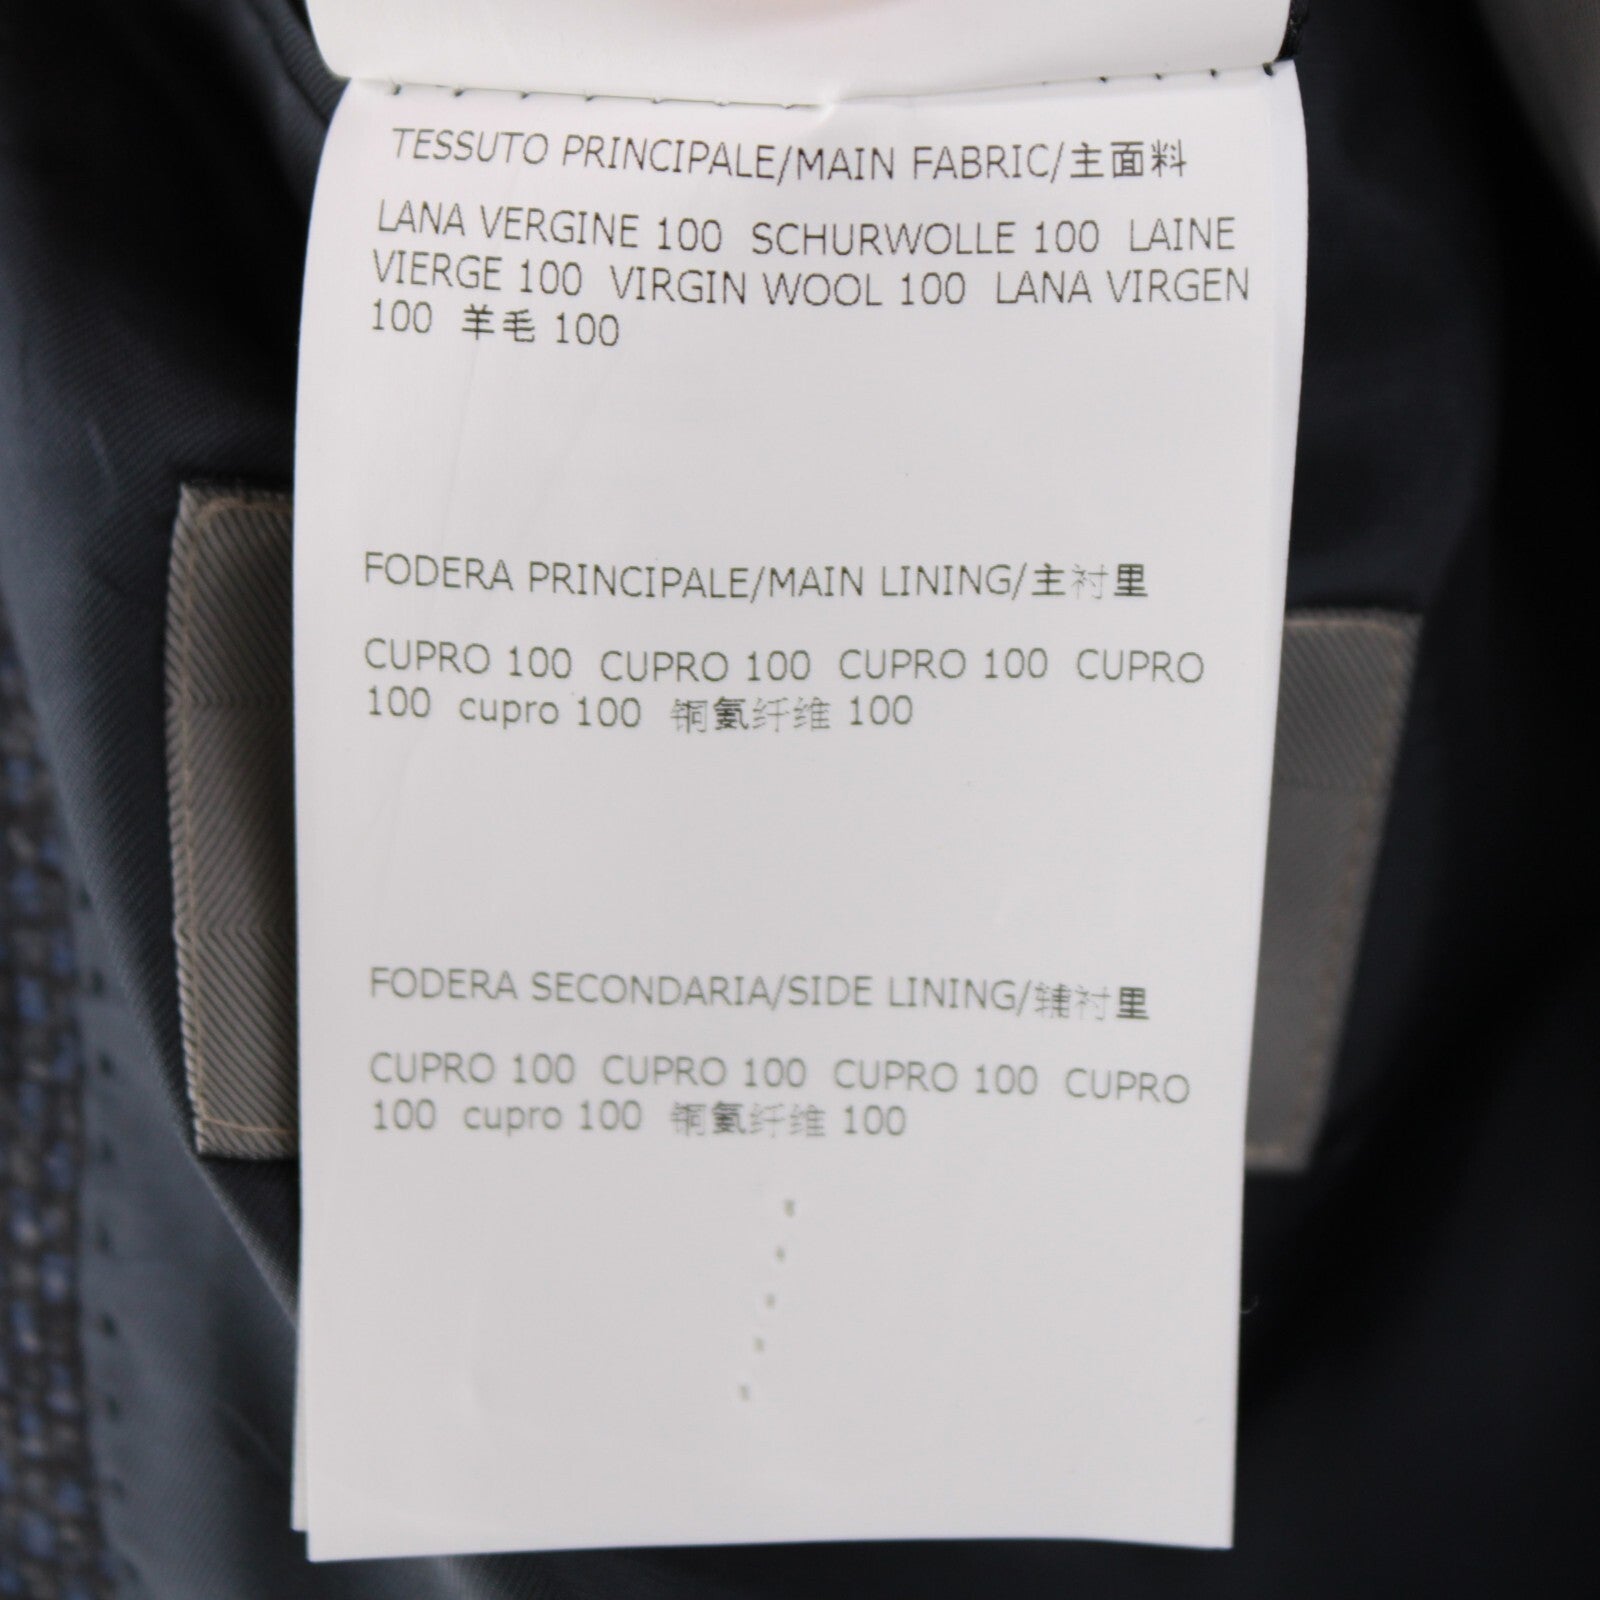 TESSUTO PRINCIPALE/MAIN FABRIC/主面料
LANA VERGINE 100 SCHURWOLLE 100 LAINE
VIERGE 100 VIRGIN WOOL 100 LANA VIRGEN
100 羊毛 100
FODERA PRINCIPALE/MAIN LINING/主衬里
CUPRO 100 CUPRO 100 CUPRO 100 CUPRO
100 cupro 100 铜氨纤维 100
FODERA SECONDARIA/SIDE LINING/辅衬里
CUPRO 100 CUPRO 100 CUPRO 100 CUPRO
100 cupro 100 铜氨纤维 100